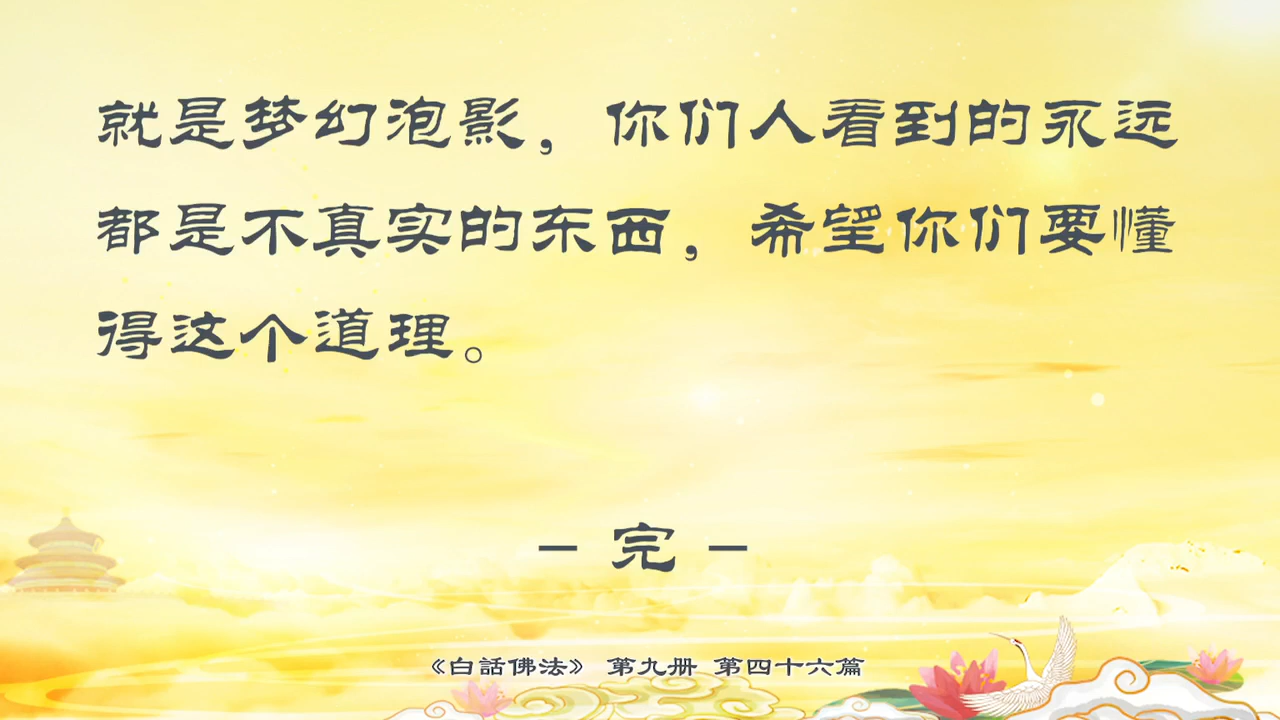 就是梦幻泡影，你们人看到的永远
都是不真实的东西，希望你们要懂
得这个道理。
– 完 –
《白話佛法》 第九册 第四十六篇